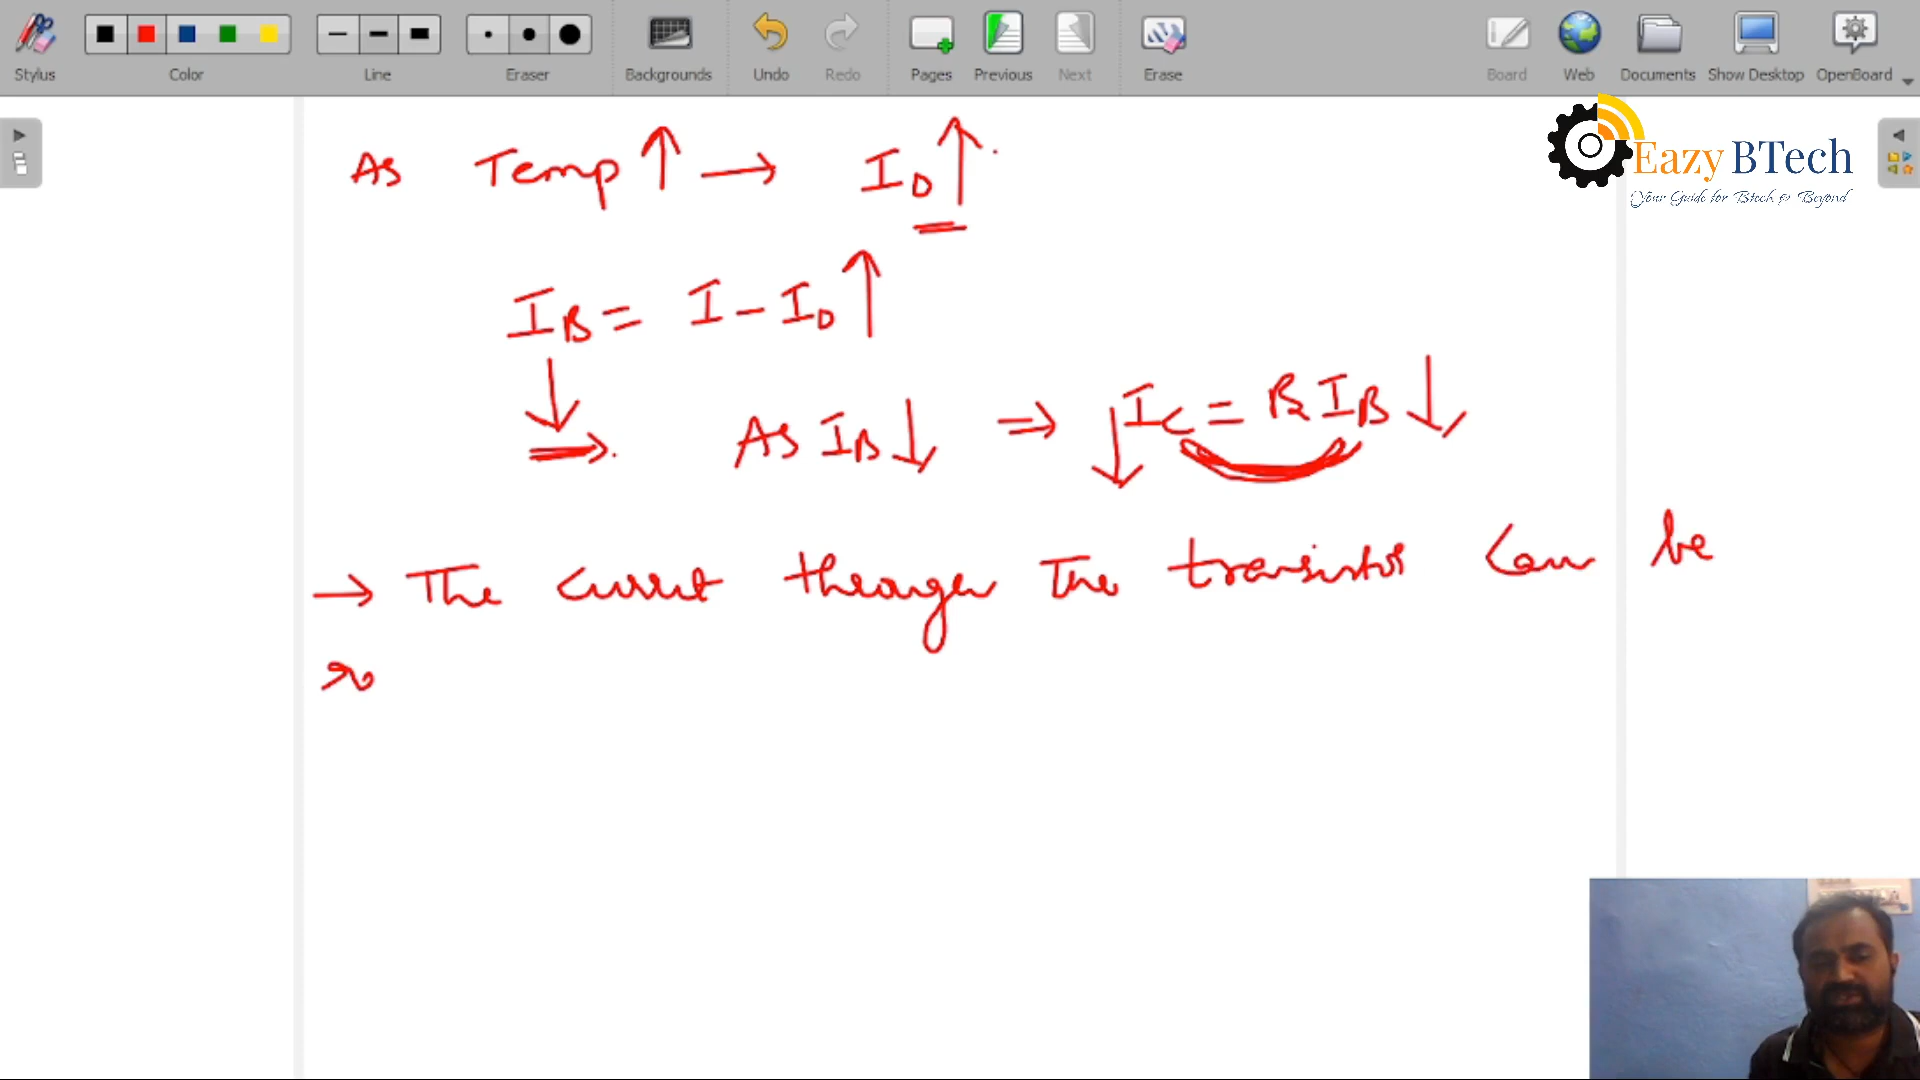 Stylus Color Line Eraser Backgrounds Undo Redo Pages Previous Next Erase Board Web Documents Show Desktop OpenBoard
Eazy BTech
Your Guide for Btech & Beyond
As Temp ↑ → I_D ↑
I_B = I - I_D ↑
↓
⇒ As I_B ↓ ⇒ ↓ I_C = β I_B ↓
→ The current through The transistor can be